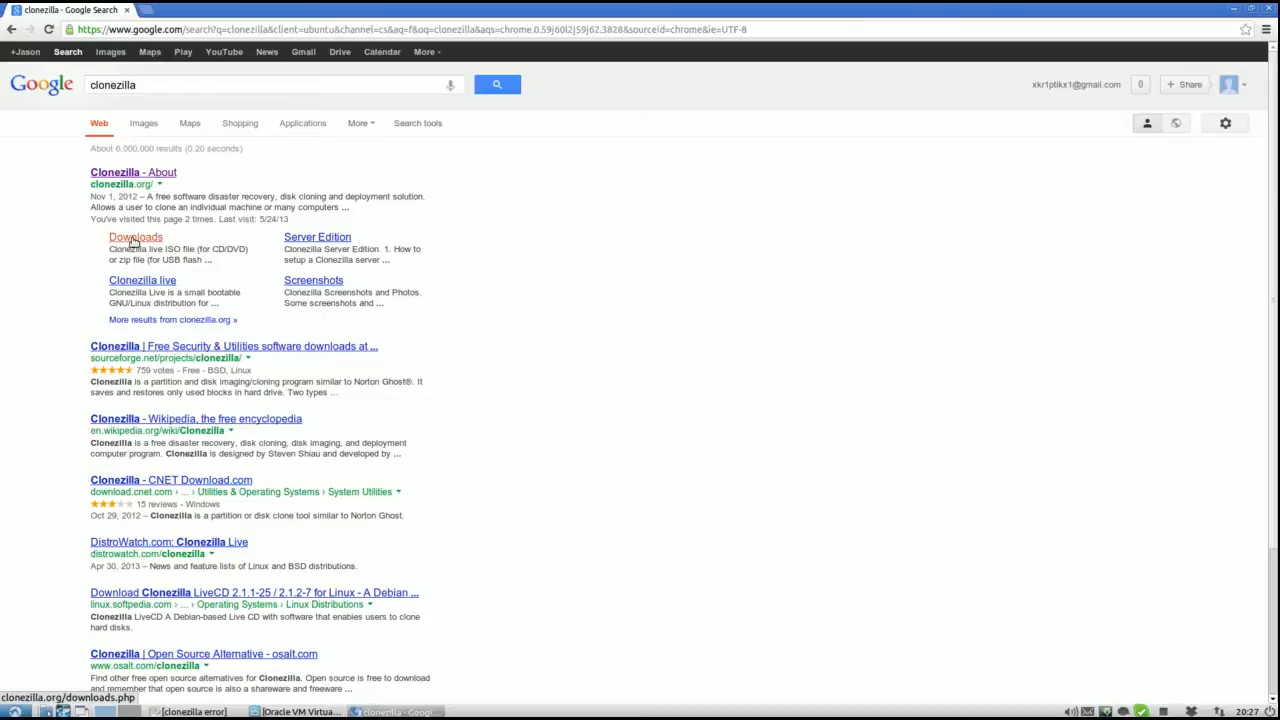 clonezilla - Google Search
https://www.google.com/search?q=clonezilla&client=ubuntu&channel=cs&aq=f&oq=clonezilla&aqs=chrome.0.59j60l2j59j62.3828&sourceid=chrome&ie=UTF-8
+Jason Search Images Maps Play YouTube News Gmail Drive Calendar More
Google clonezilla xkr1ptikx1@gmail.com 0 + Share
Web Images Maps Shopping Applications More Search tools
About 6,000,000 results (0.20 seconds)
Clonezilla - About
clonezilla.org/
Nov 1, 2012 – A free software disaster recovery, disk cloning and deployment solution.
Allows a user to clone an individual machine or many computers ...
You've visited this page 2 times. Last visit: 5/24/13
Downloads
Clonezilla live ISO file (for CD/DVD)
or zip file (for USB flash ...
Server Edition
Clonezilla Server Edition. 1. How to
setup a Clonezilla server ...
Clonezilla live
Clonezilla Live is a small bootable
GNU/Linux distribution for ...
Screenshots
Clonezilla Screenshots and Photos.
Some screenshots and ...
More results from clonezilla.org »
Clonezilla | Free Security & Utilities software downloads at ...
sourceforge.net/projects/clonezilla/
759 votes - Free - BSD, Linux
Clonezilla is a partition and disk imaging/cloning program similar to Norton Ghost®. It
saves and restores only used blocks in hard drive. Two types ...
Clonezilla - Wikipedia, the free encyclopedia
en.wikipedia.org/wiki/Clonezilla
Clonezilla is a free disaster recovery, disk cloning, disk imaging, and deployment
computer program. Clonezilla is designed by Steven Shiau and developed by ...
Clonezilla - CNET Download.com
download.cnet.com › ... › Utilities & Operating Systems › System Utilities
15 reviews - Windows
Oct 29, 2012 – Clonezilla is a partition or disk clone tool similar to Norton Ghost.
DistroWatch.com: Clonezilla Live
distrowatch.com/clonezilla
Apr 30, 2013 – News and feature lists of Linux and BSD distributions.
Download Clonezilla LiveCD 2.1.1-25 / 2.1.2-7 for Linux - A Debian ...
linux.softpedia.com › ... › Operating Systems › Linux Distributions
Clonezilla LiveCD A Debian-based Live CD with software that enables users to clone
hard disks.
Clonezilla | Open Source Alternative - osalt.com
www.osalt.com/clonezilla
Find other free open source alternatives for Clonezilla. Open source is free to download
and remember that open source is also a shareware and freeware ...
clonezilla.org/downloads.php
[clonezilla error] [Oracle VM Virtua... clonezilla - Googl... 20:27